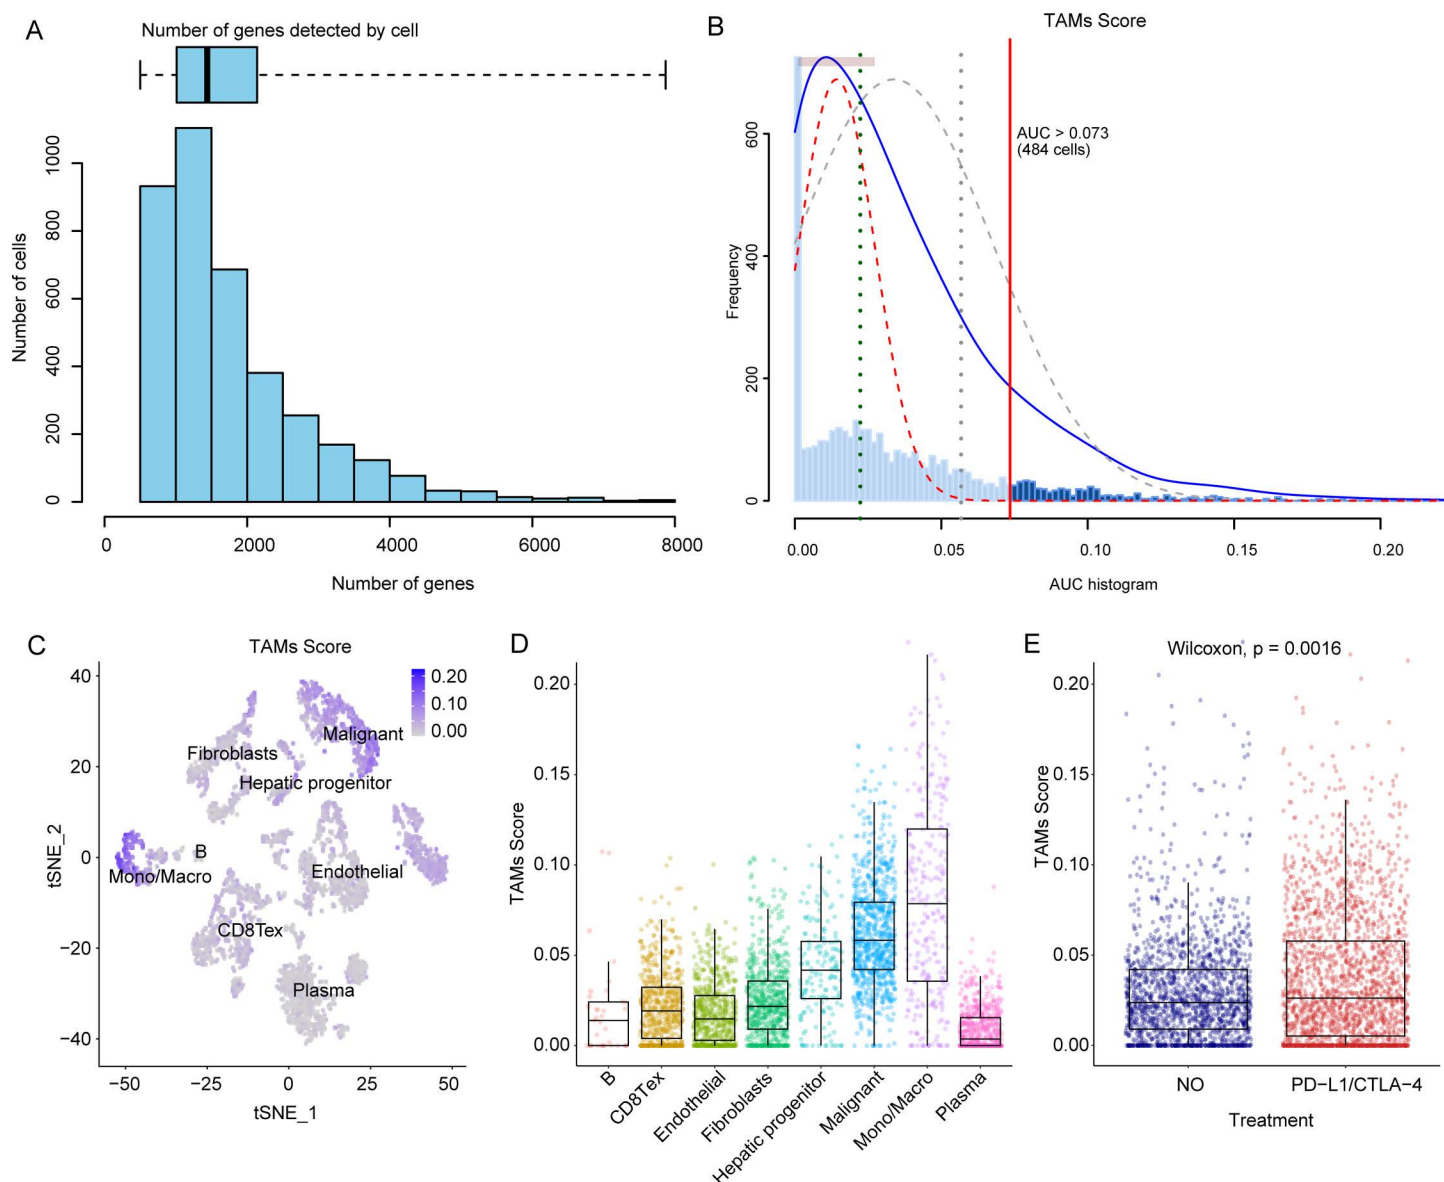 A
Number of genes detected by cell
Number of cells
0
200
400
600
800
1000
0
2000
4000
6000
8000
Number of genes
B
TAMs Score
AUC > 0.073
(484 cells)
Frequency
0
200
400
600
0.00
0.05
0.10
0.15
0.20
AUC histogram
C
TAMs Score
0.20
0.10
0.00
Malignant
Fibroblasts
Hepatic progenitor
B
Mono/Macro
Endothelial
CD8Tex
Plasma
tSNE_2
40
20
0
−20
−40
−50
−25
0
25
50
tSNE_1
D
TAMs Score
0.20
0.15
0.10
0.05
0.00
B
CD8Tex
Endothelial
Fibroblasts
Hepatic progenitor
Malignant
Mono/Macro
Plasma
E
Wilcoxon, p = 0.0016
TAMs Score
0.20
0.15
0.10
0.05
0.00
NO
PD−L1/CTLA−4
Treatment